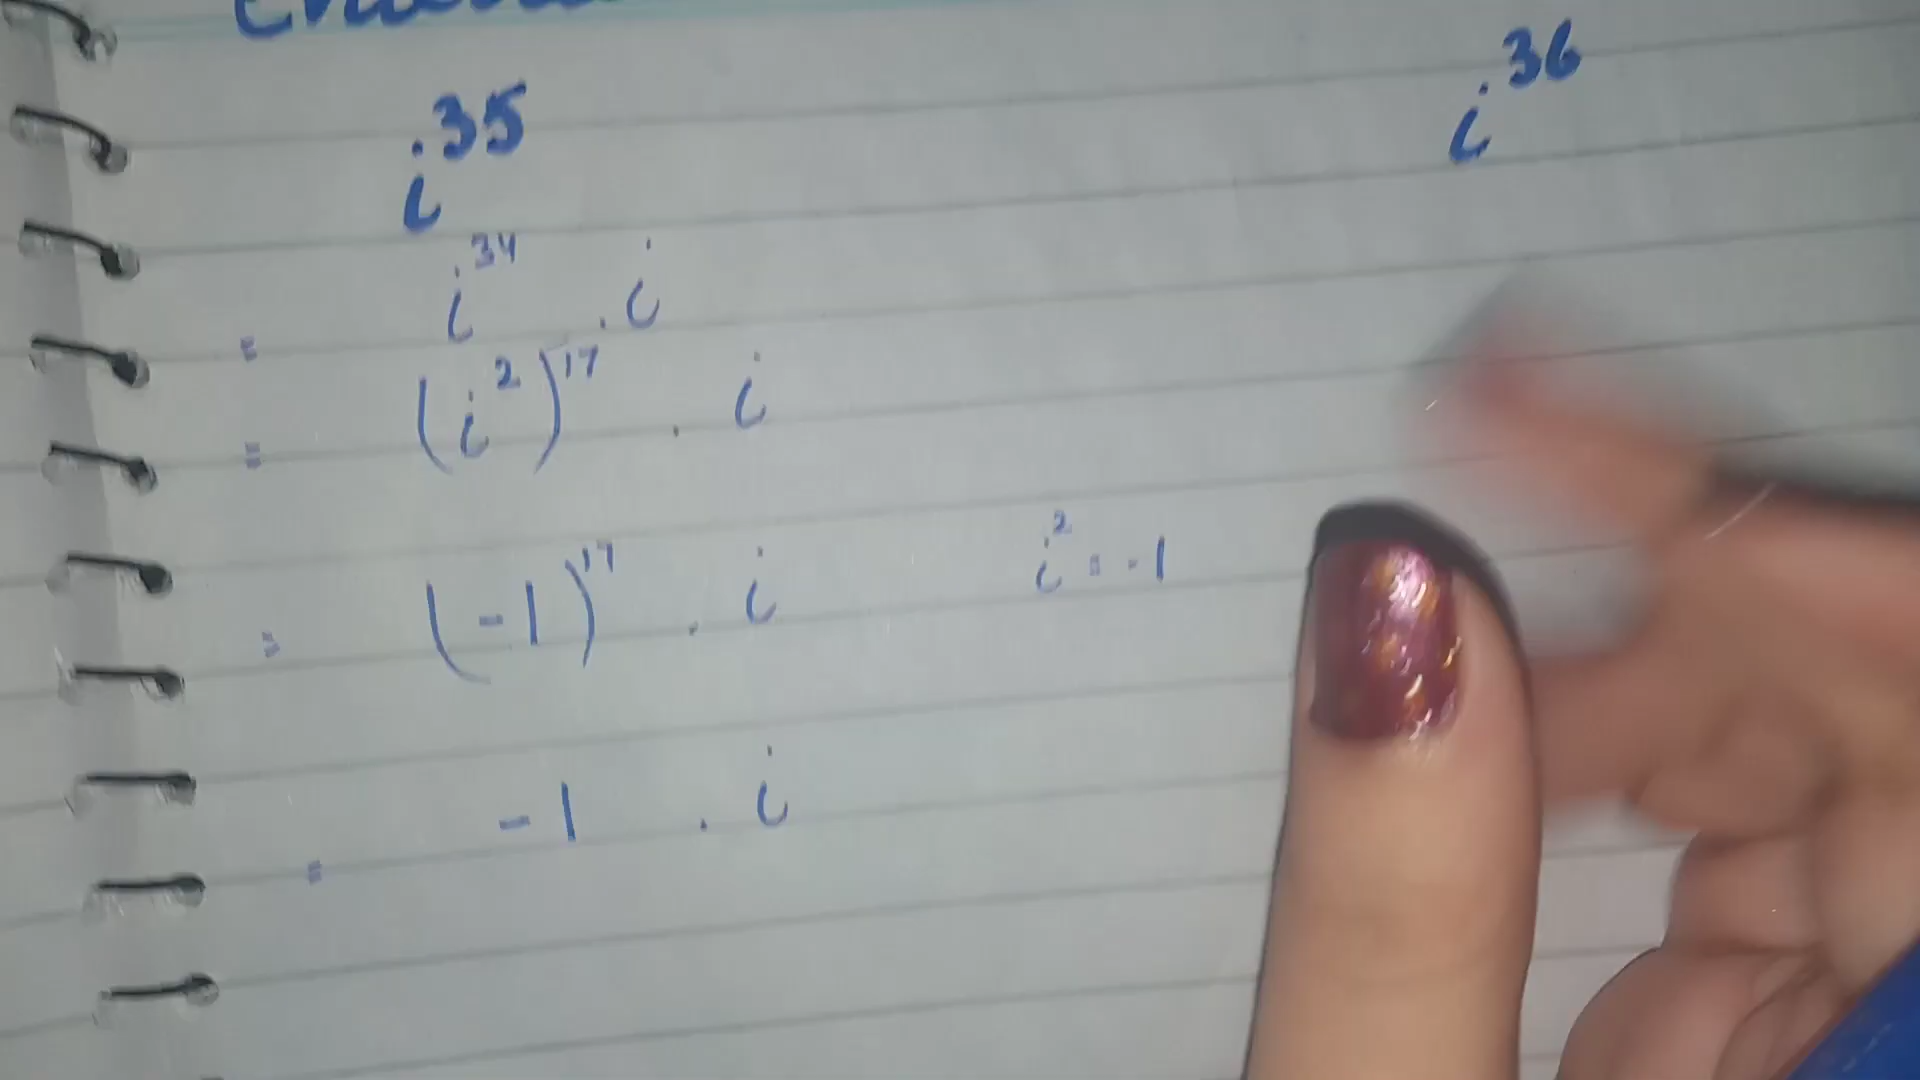 i^35
= i^34 . i
= (i^2)^17 . i
= (-1)^17 . i
i^2 = -1
= -1 . i
i^36